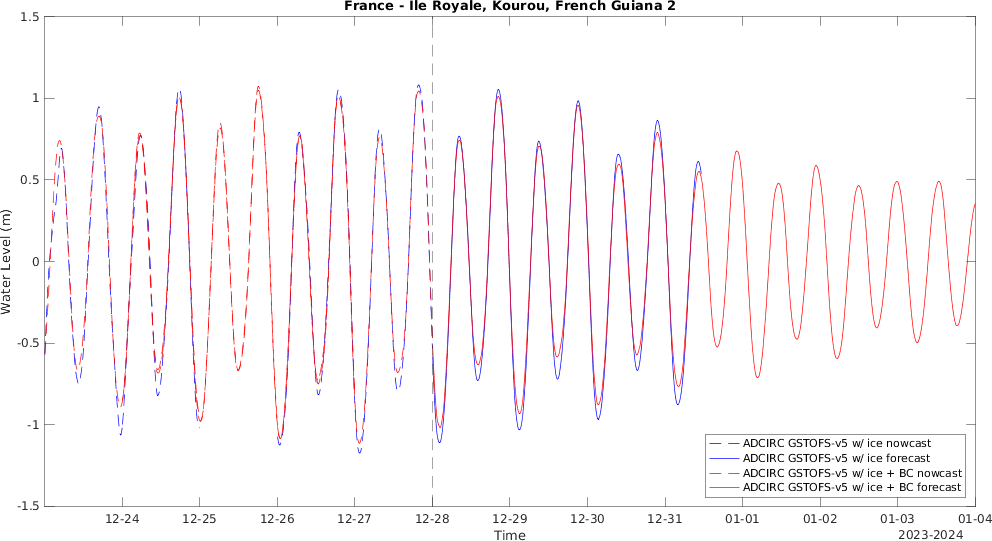 France - Ile Royale, Kourou, French Guiana 2
1.5
1
0.5
0
-0.5
-1
-1.5
Water Level (m)
12-24 12-25 12-26 12-27 12-28 12-29 12-30 12-31 01-01 01-02 01-03 01-04
Time
2023-2024
ADCIRC GSTOFS-v5 w/ ice nowcast
ADCIRC GSTOFS-v5 w/ ice forecast
ADCIRC GSTOFS-v5 w/ ice + BC nowcast
ADCIRC GSTOFS-v5 w/ ice + BC forecast